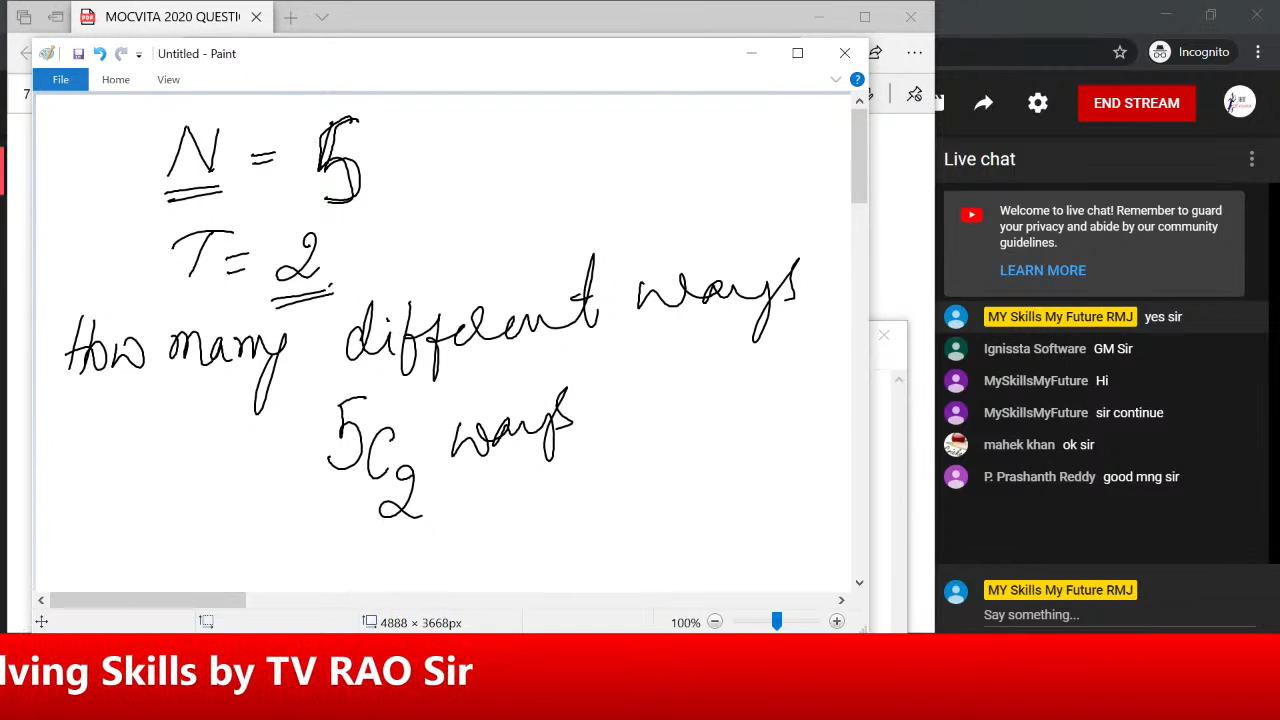 MOCVITA 2020 QUESTI
Untitled - Paint
File Home View
7
N = 5
T = 2
How many different ways
5C2 ways
4888 × 3668px
100%
Incognito
END STREAM
Live chat
Welcome to live chat! Remember to guard
your privacy and abide by our community
guidelines.
LEARN MORE
MY Skills My Future RMJ yes sir
Ignissta Software GM Sir
MySkillsMyFuture Hi
MySkillsMyFuture sir continue
mahek khan ok sir
P. Prashanth Reddy good mng sir
MY Skills My Future RMJ
Say something...
lving Skills by TV RAO Sir